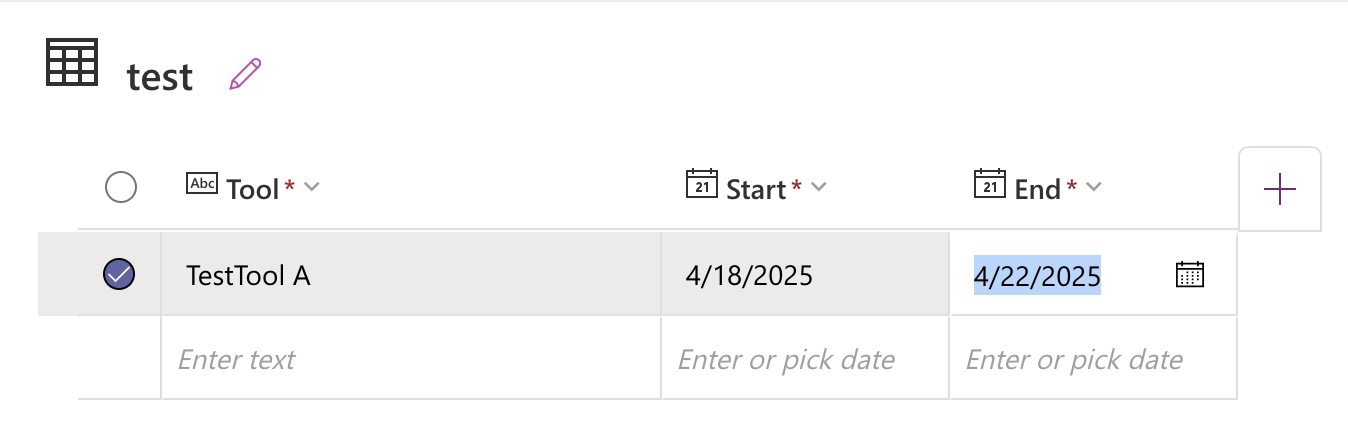 test
Abc Tool* 21 Start* 21 End*
TestTool A 4/18/2025 4/22/2025
Enter text Enter or pick date Enter or pick date